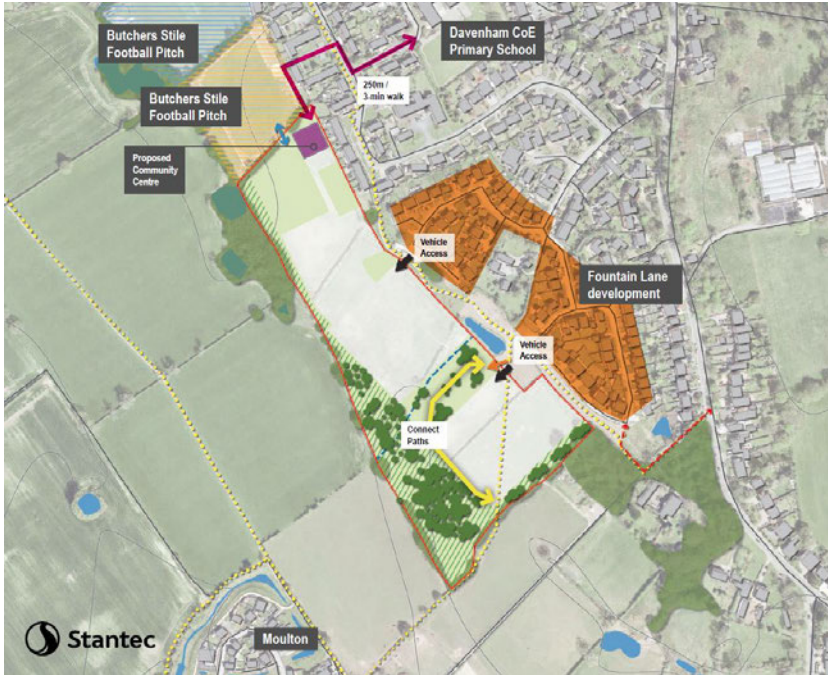 Butchers Stile
Football Pitch
Davenham CoE
Primary School
250m /
3-min walk
Butchers Stile
Football Pitch
Proposed
Community
Centre
Vehicle
Access
Fountain Lane
development
Vehicle
Access
Connect
Paths
Stantec
Moulton